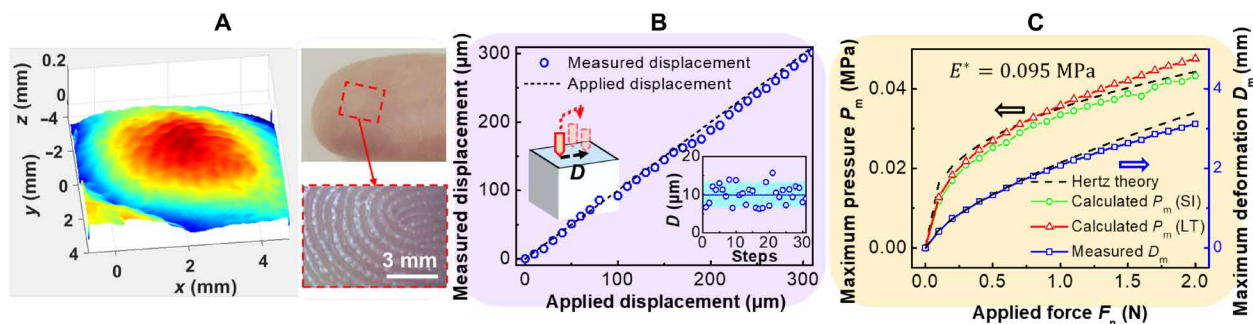 A
B
C
0.2
0
−4
−2
0
2
4
z (mm)
y (mm)
0
2
4
x (mm)
3 mm
300
200
100
0
Measured displacement (μm)
Measured displacement
Applied displacement
D
20
10
0
D (μm)
0
10
20
30
Steps
0
100
200
300
Applied displacement (μm)
0.04
0.02
0.00
Maximum pressure Pm (MPa)
E* = 0.095 MPa
Hertz theory
Calculated Pm (SI)
Calculated Pm (LT)
Measured Dm
0.0
0.5
1.0
1.5
2.0
Applied force Fn (N)
4
2
0
Maximum deformation Dm (mm)